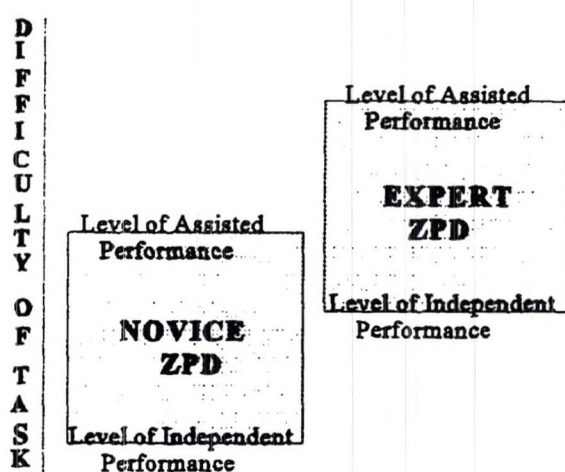 DIFFICULTY OF TASK
Level of Assisted
Performance
EXPERT
ZPD
Level of Independent
Performance
Level of Assisted
Performance
NOVICE
ZPD
Level of Independent
Performance